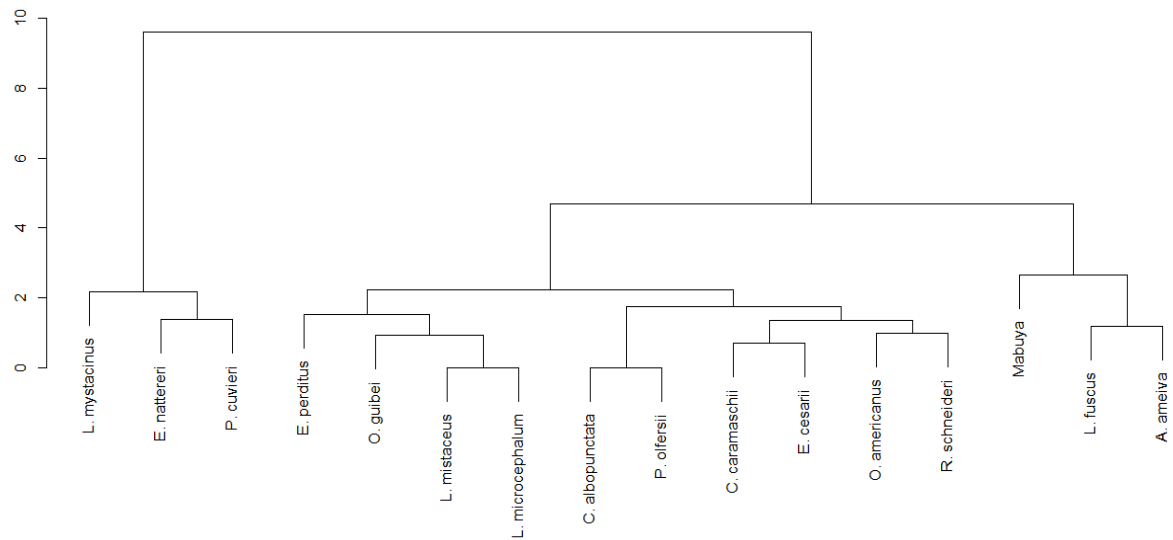 10
8
6
4
2
0
L. mystacinus
E. nattereri
P. cuvieri
E. perditus
O. guibei
L. mistaceus
L. microcephalum
C. albopunctata
P. olfersii
C. caramaschii
E. cesarii
O. americanus
R. schneideri
Mabuya
L. fuscus
A. ameiva